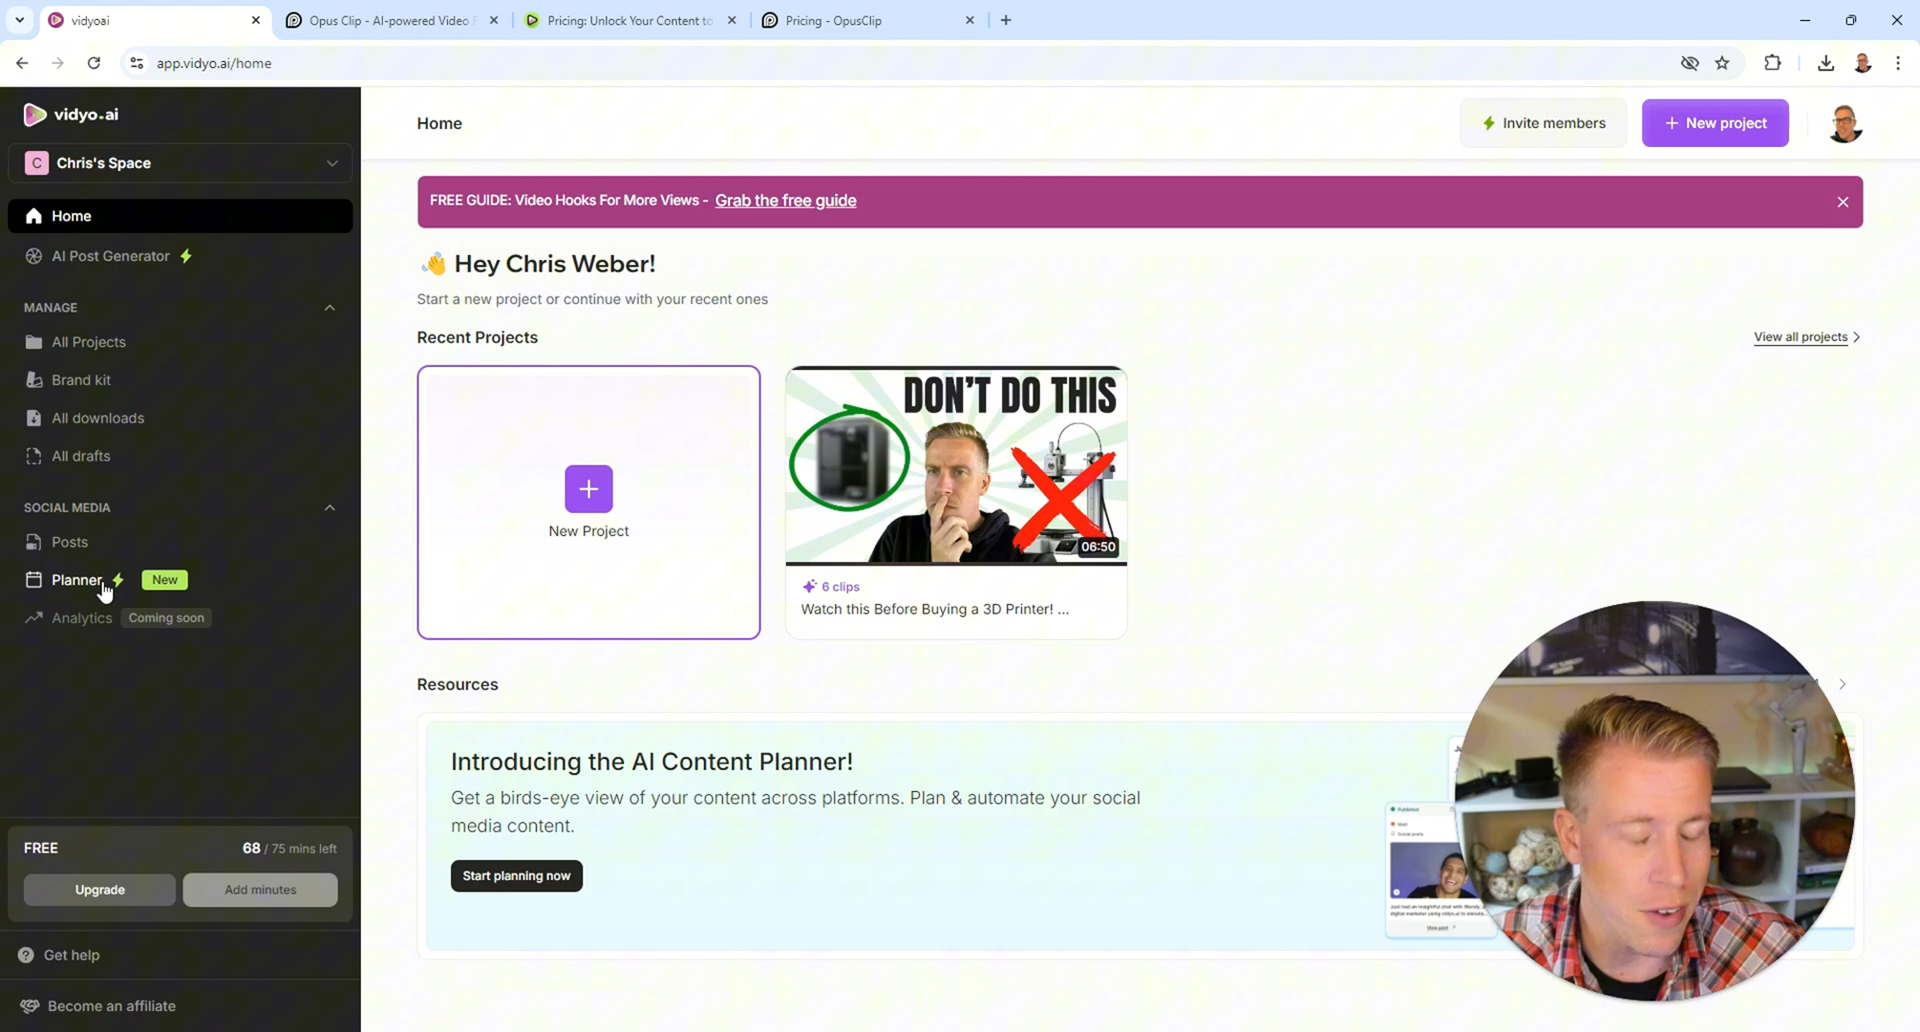 vidyoai
Opus Clip - AI-powered Video
Pricing: Unlock Your Content to
Pricing - OpusClip
app.vidyo.ai/home
vidyo.ai
C Chris's Space
Home
AI Post Generator
MANAGE
All Projects
Brand kit
All downloads
All drafts
SOCIAL MEDIA
Posts
Planner New
Analytics Coming soon
FREE 68 / 75 mins left
Upgrade Add minutes
Get help
Become an affiliate
Home
Invite members
+ New project
FREE GUIDE: Video Hooks For More Views - Grab the free guide
👋 Hey Chris Weber!
Start a new project or continue with your recent ones
Recent Projects
View all projects >
New Project
DON'T DO THIS
06:50
6 clips
Watch this Before Buying a 3D Printer! ...
Resources
Introducing the AI Content Planner!
Get a birds-eye view of your content across platforms. Plan & automate your social
media content.
Start planning now